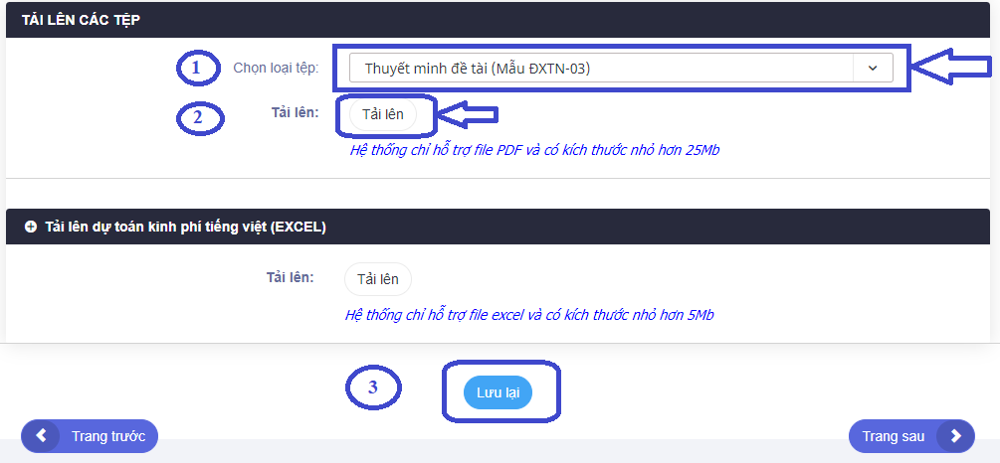 TẢI LÊN CÁC TỆP
1 Chọn loại tệp: Thuyết minh đề tài (Mẫu ĐXTN-03)
2 Tải lên: Tải lên
Hệ thống chỉ hỗ trợ file PDF và có kích thước nhỏ hơn 25Mb
Tải lên dự toán kinh phí tiếng việt (EXCEL)
Tải lên: Tải lên
Hệ thống chỉ hỗ trợ file excel và có kích thước nhỏ hơn 5Mb
3 Lưu lại
Trang trước Trang sau